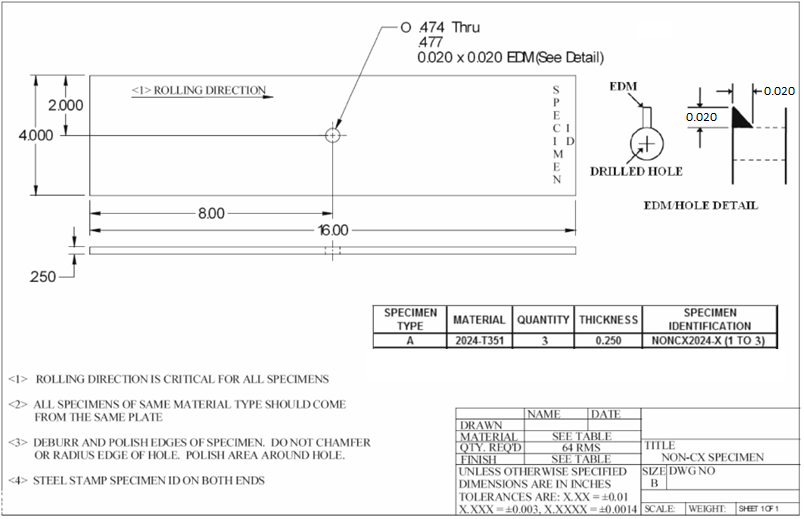 O .474 Thru
.477
0.020 x 0.020 EDM (See Detail)
<1> ROLLING DIRECTION
2.000
4.000
SPECIMEN
ID
8.00
16.00
.250
EDM
0.020
0.020
DRILLED HOLE
EDM/HOLE DETAIL
SPECIMEN TYPE MATERIAL QUANTITY THICKNESS SPECIMEN IDENTIFICATION
A 2024-T351 3 0.250 NONCX2024-X (1 TO 3)
<1> ROLLING DIRECTION IS CRITICAL FOR ALL SPECIMENS
<2> ALL SPECIMENS OF SAME MATERIAL TYPE SHOULD COME
FROM THE SAME PLATE
<3> DEBURR AND POLISH EDGES OF SPECIMEN. DO NOT CHAMFER
OR RADIUS EDGE OF HOLE. POLISH AREA AROUND HOLE.
<4> STEEL STAMP SPECIMEN ID ON BOTH ENDS
NAME DATE
DRAWN
MATERIAL SEE TABLE
QTY. REQ'D 64 RMS
FINISH SEE TABLE
UNLESS OTHERWISE SPECIFIED
DIMENSIONS ARE IN INCHES
TOLERANCES ARE: X.XX = ±0.01
X.XXX = ±0.003, X.XXXX = ±0.0014
TITLE
NON-CX SPECIMEN
SIZE DWG NO
B
SCALE: WEIGHT: SHEET 1 OF 1